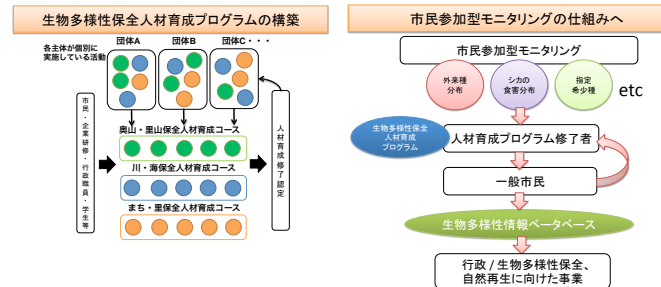 生物多様性保全人材育成プログラムの構築
各主体が個別に
実施している活動
団体A
団体B
団体C・・・
市民・企業研修・行政職員・学生等
奥山・里山保全人材育成コース
川・海保全人材育成コース
まち・里保全人材育成コース
人材育成修了認定
市民参加型モニタリングの仕組みへ
市民参加型モニタリング
外来種
分布
シカの
食害分布
指定
希少種
etc
生物多様性保全
人材育成
プログラム
人材育成プログラム修了者
一般市民
生物多様性情報ベータベース
行政 / 生物多様性保全、
自然再生に向けた事業